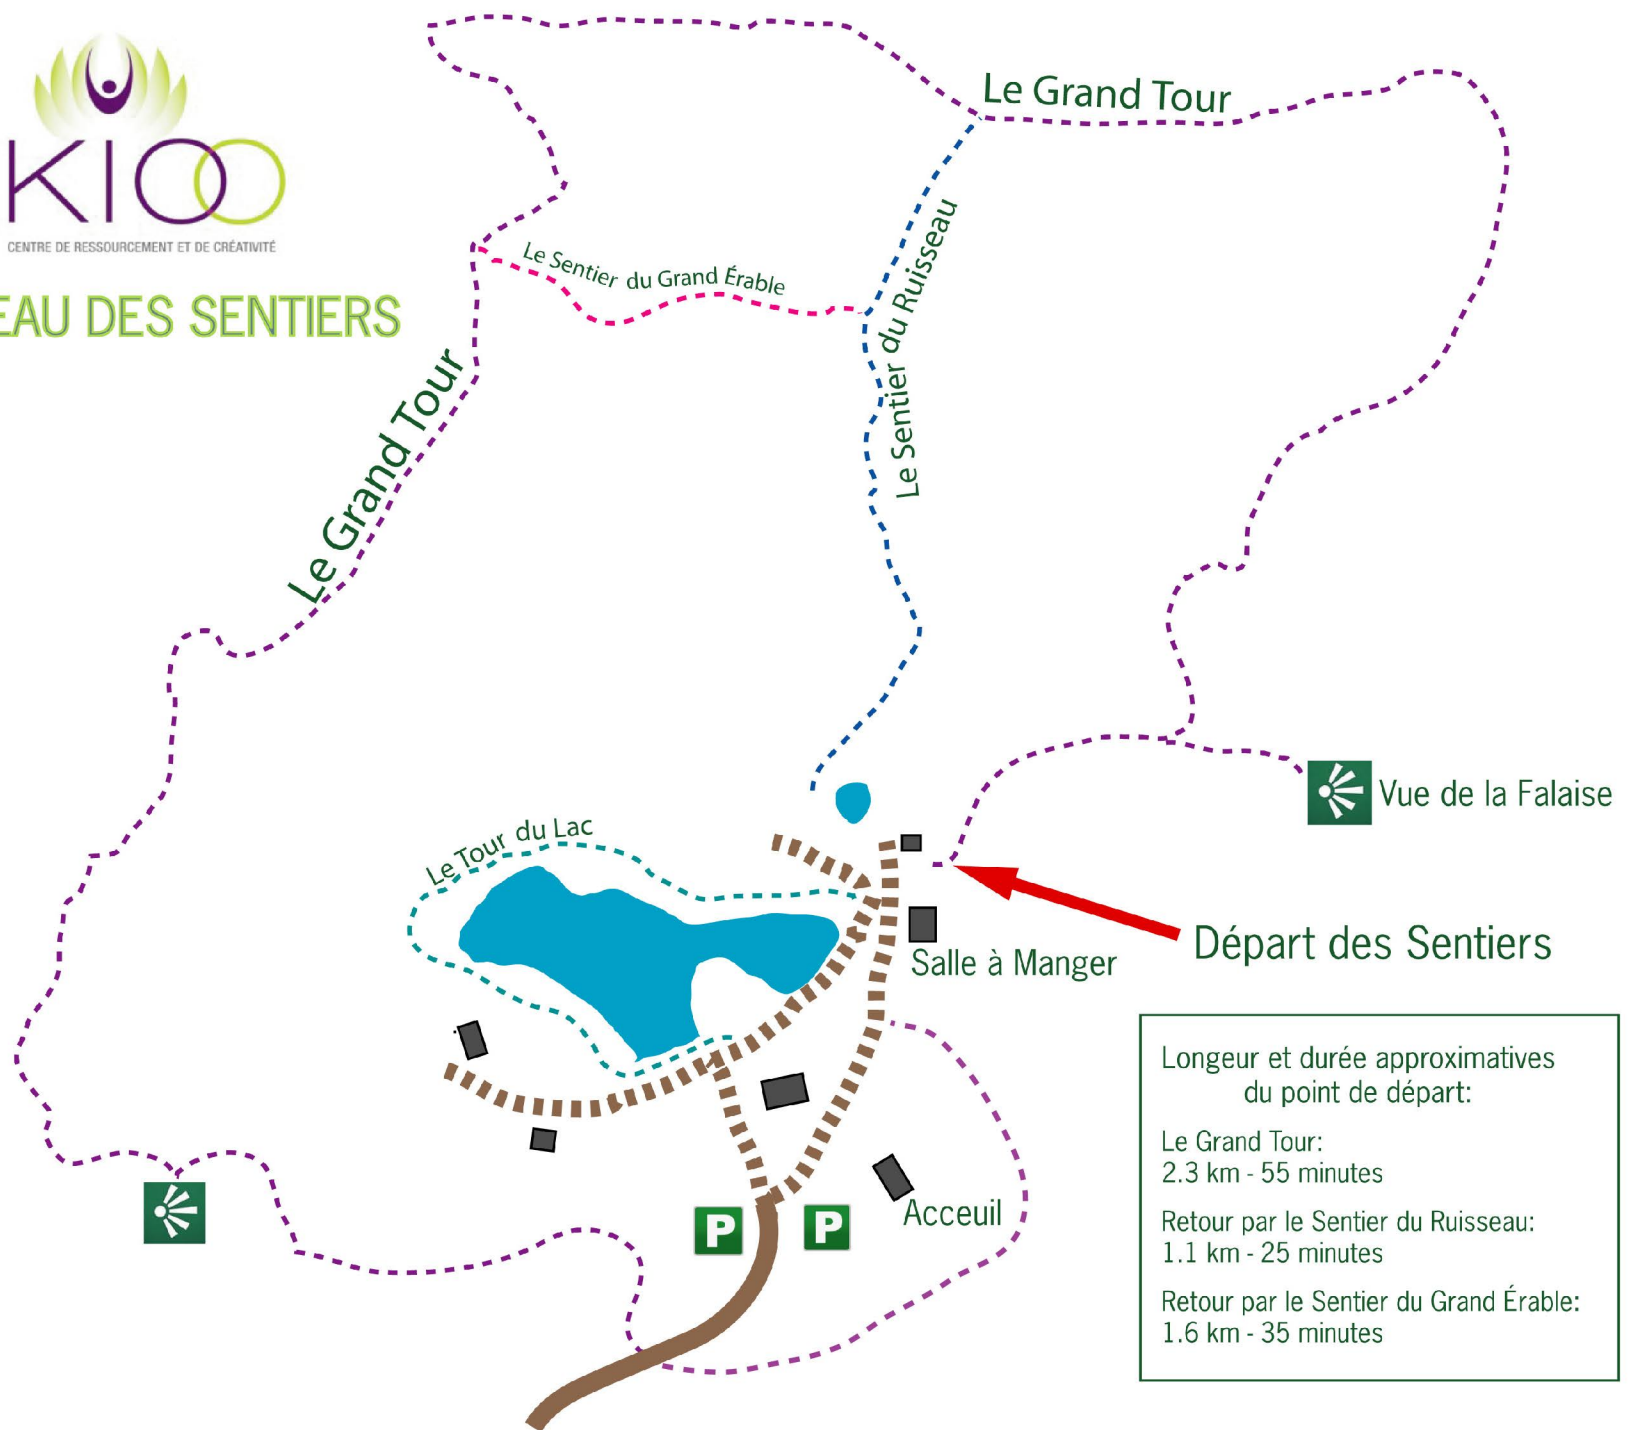 KIOO
CENTRE DE RESSOURCEMENT ET DE CRÉATIVITÉ
EAU DES SENTIERS
Le Grand Tour
Le Sentier du Grand Érable
Le Sentier du Ruisseau
Le Grand Tour
Vue de la Falaise
Le Tour du Lac
Départ des Sentiers
Salle à Manger
Acceuil
P
P
Longeur et durée approximatives
du point de départ:
Le Grand Tour:
2.3 km - 55 minutes
Retour par le Sentier du Ruisseau:
1.1 km - 25 minutes
Retour par le Sentier du Grand Érable:
1.6 km - 35 minutes